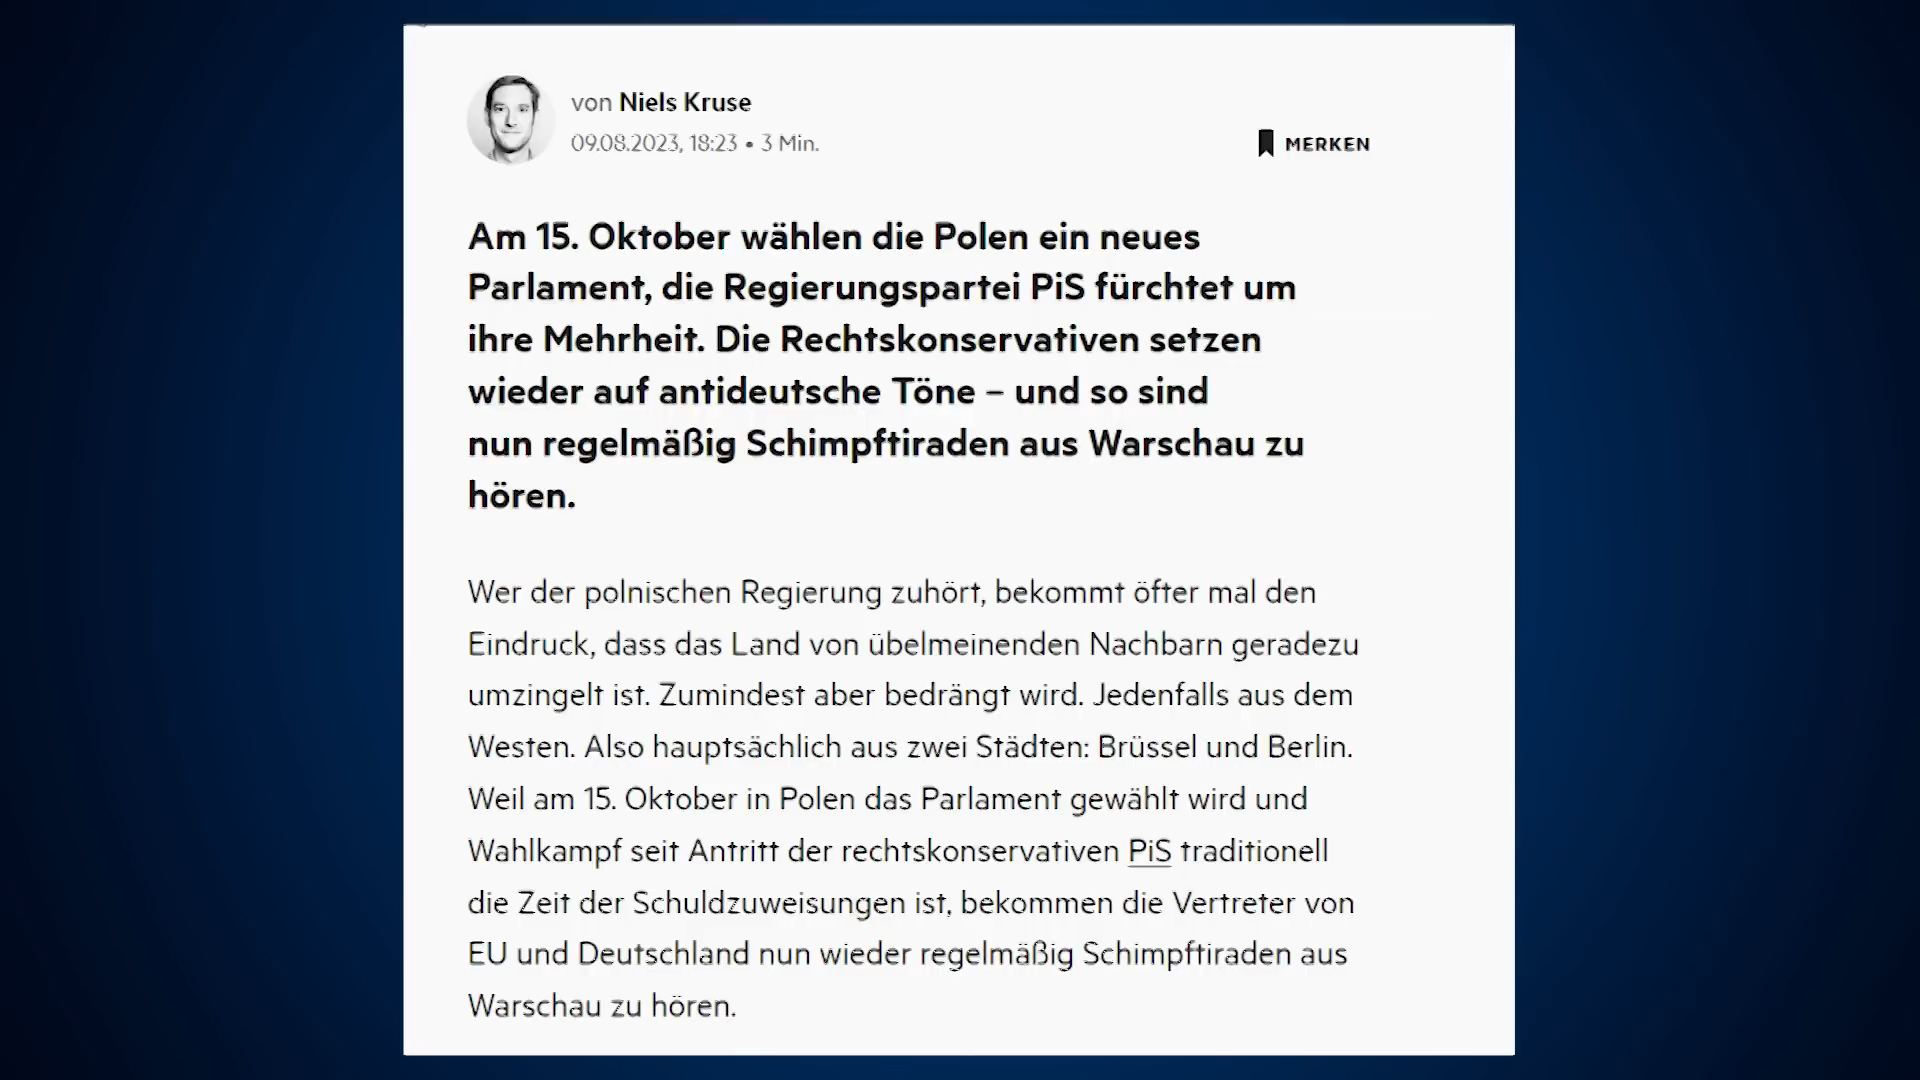 von Niels Kruse
09.08.2023, 18:23 • 3 Min.
MERKEN
Am 15. Oktober wählen die Polen ein neues
Parlament, die Regierungspartei PiS fürchtet um
ihre Mehrheit. Die Rechtskonservativen setzen
wieder auf antideutsche Töne – und so sind
nun regelmäßig Schimpftiraden aus Warschau zu
hören.
Wer der polnischen Regierung zuhört, bekommt öfter mal den
Eindruck, dass das Land von übelmeinenden Nachbarn geradezu
umzingelt ist. Zumindest aber bedrängt wird. Jedenfalls aus dem
Westen. Also hauptsächlich aus zwei Städten: Brüssel und Berlin.
Weil am 15. Oktober in Polen das Parlament gewählt wird und
Wahlkampf seit Antritt der rechtskonservativen PiS traditionell
die Zeit der Schuldzuweisungen ist, bekommen die Vertreter von
EU und Deutschland nun wieder regelmäßig Schimpftiraden aus
Warschau zu hören.